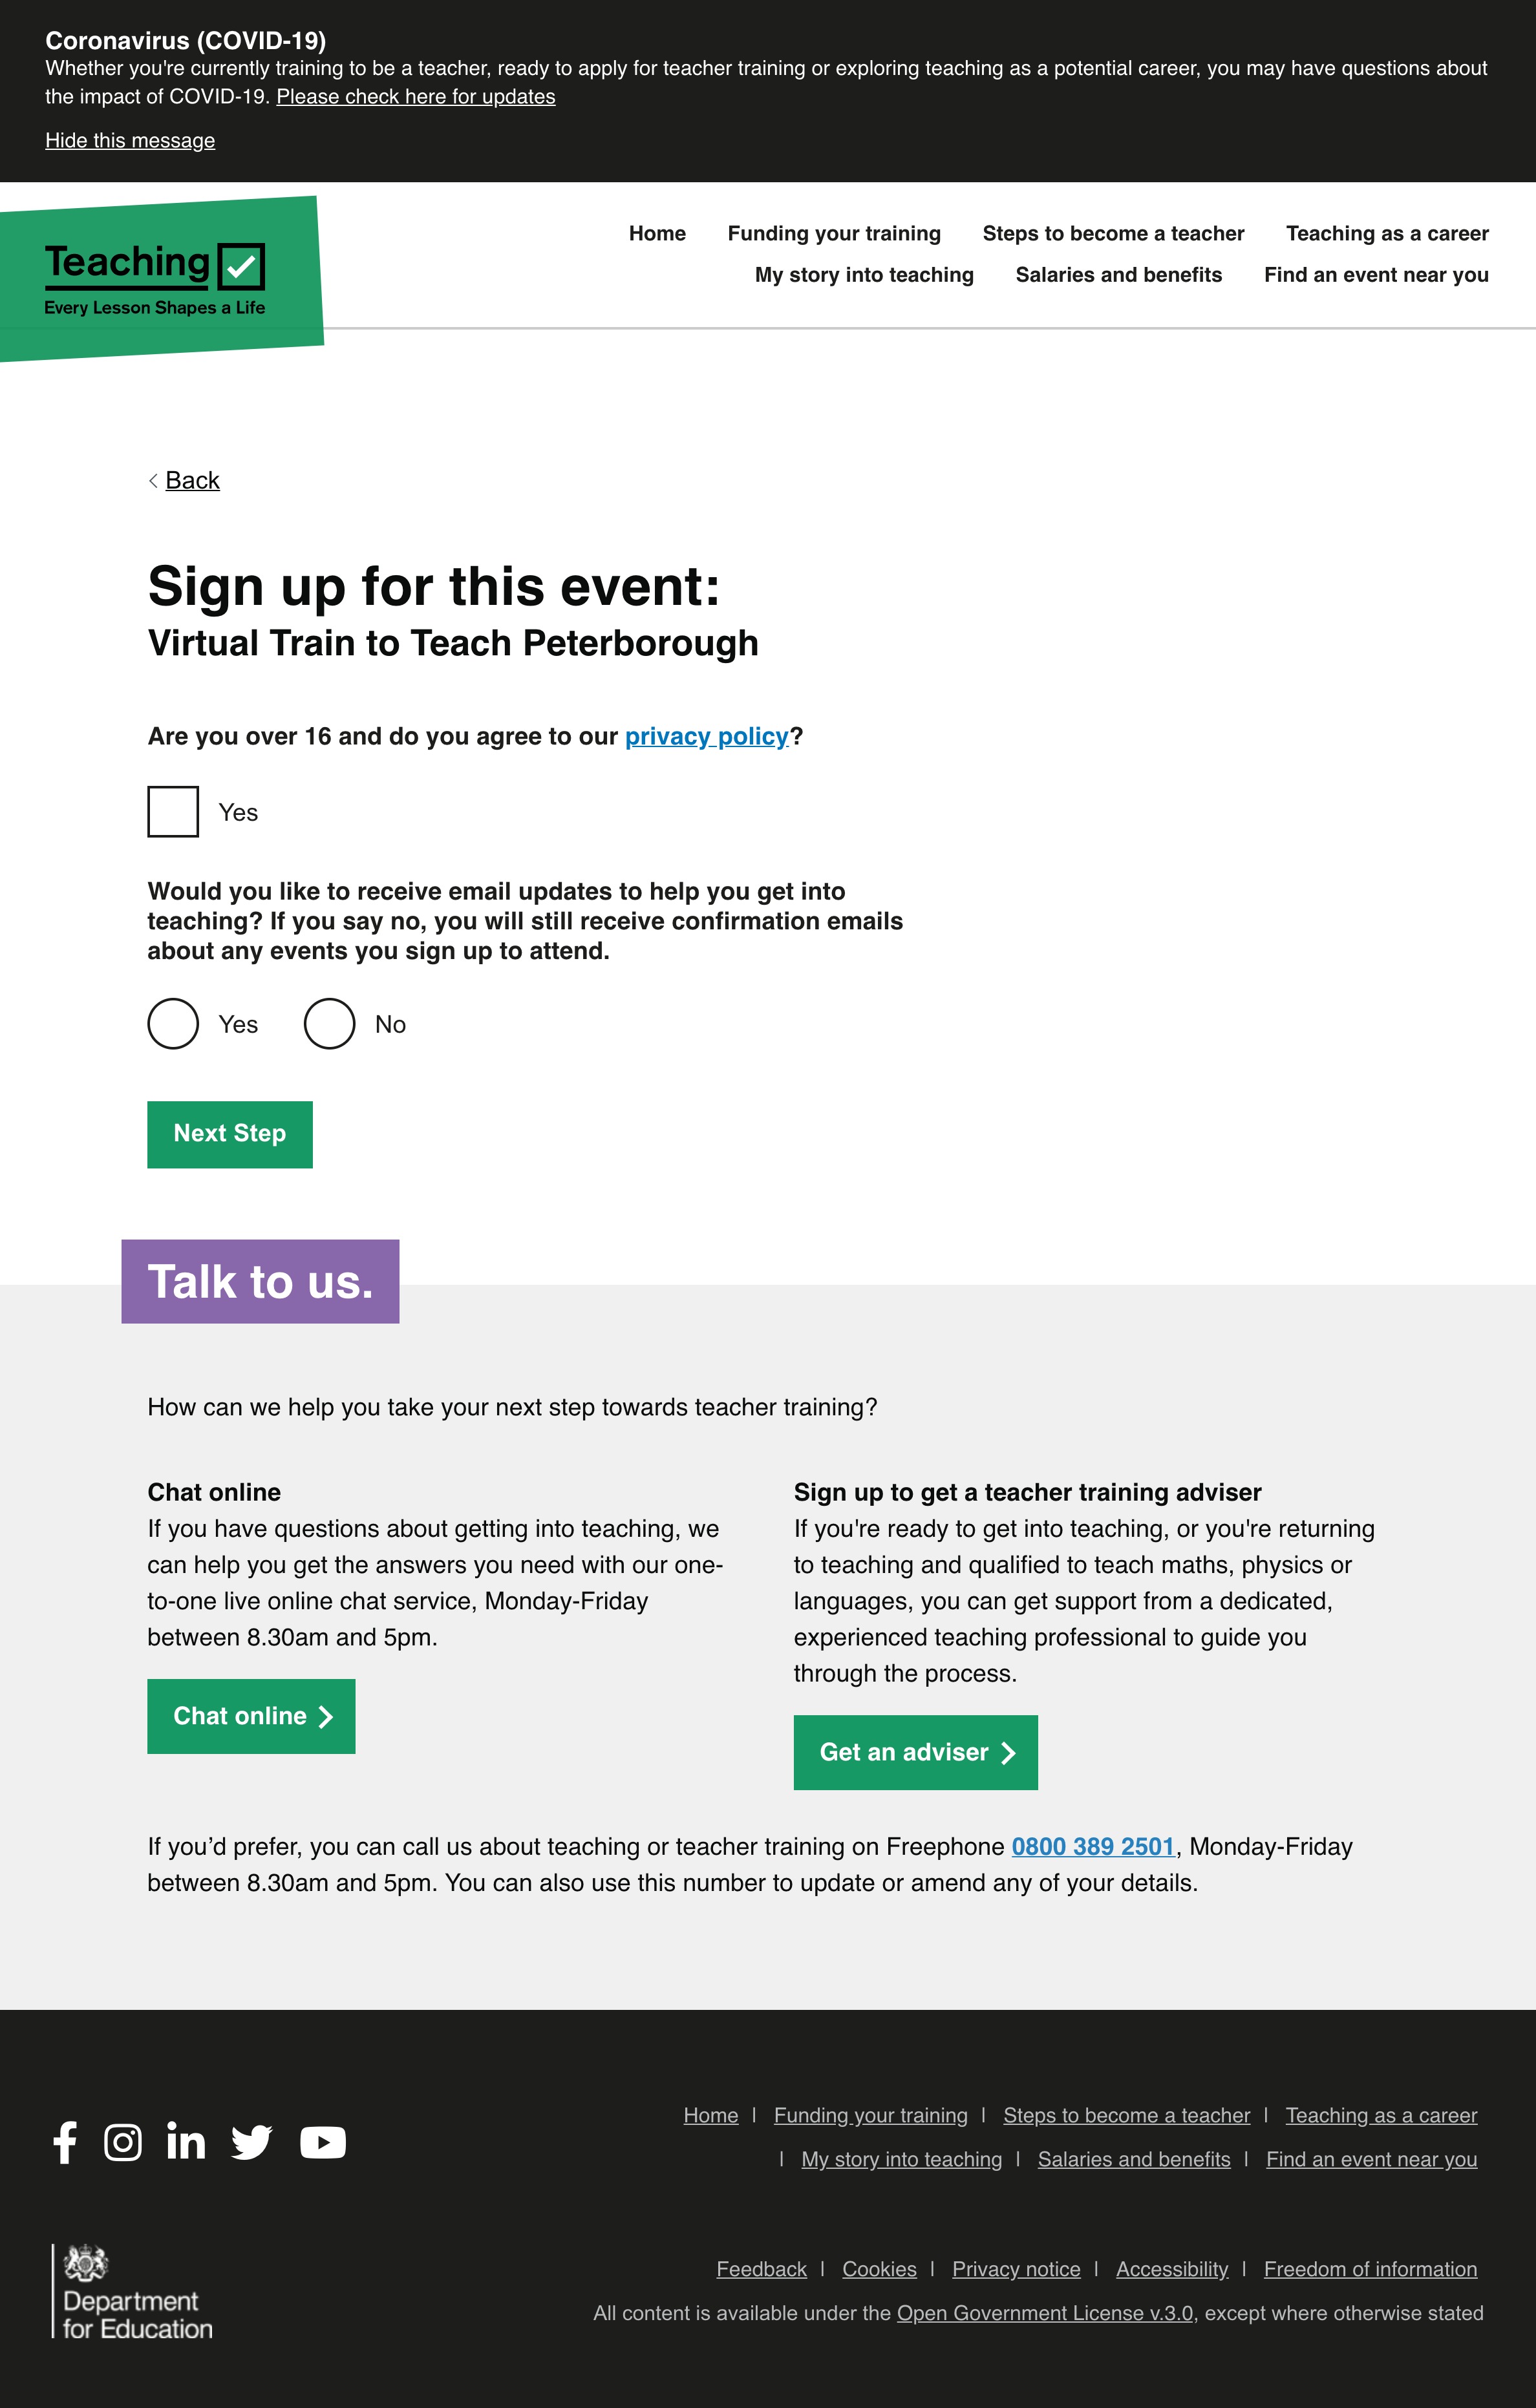 Coronavirus (COVID-19)
Whether you're currently training to be a teacher, ready to apply for teacher training or exploring teaching as a potential career, you may have questions about
the impact of COVID-19. Please check here for updates
Hide this message
Teaching
Every Lesson Shapes a Life
Home Funding your training Steps to become a teacher Teaching as a career
My story into teaching Salaries and benefits Find an event near you
Back
Sign up for this event:
Virtual Train to Teach Peterborough
Are you over 16 and do you agree to our privacy policy?
Yes
Would you like to receive email updates to help you get into
teaching? If you say no, you will still receive confirmation emails
about any events you sign up to attend.
Yes No
Next Step
Talk to us.
How can we help you take your next step towards teacher training?
Chat online
If you have questions about getting into teaching, we
can help you get the answers you need with our one-
to-one live online chat service, Monday-Friday
between 8.30am and 5pm.
Chat online
Sign up to get a teacher training adviser
If you're ready to get into teaching, or you're returning
to teaching and qualified to teach maths, physics or
languages, you can get support from a dedicated,
experienced teaching professional to guide you
through the process.
Get an adviser
If you’d prefer, you can call us about teaching or teacher training on Freephone 0800 389 2501, Monday-Friday
between 8.30am and 5pm. You can also use this number to update or amend any of your details.
Home | Funding your training | Steps to become a teacher | Teaching as a career
| My story into teaching | Salaries and benefits | Find an event near you
Department
for Education
Feedback | Cookies | Privacy notice | Accessibility | Freedom of information
All content is available under the Open Government License v.3.0, except where otherwise stated